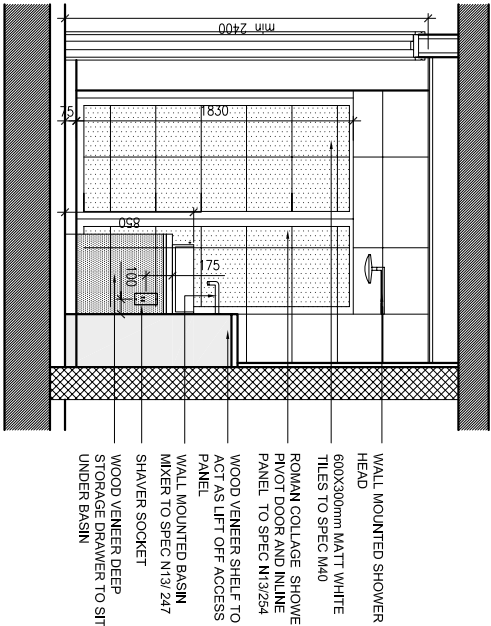 min 2400
75
1830
850
175
100
WALL MOUNTED SHOWER
HEAD
600X300mm MATT WHITE
TILES TO SPEC M40
ROMAN COLLAGE SHOWE
PIVOT DOOR AND INLINE
PANEL TO SPEC N13/254
WOOD VENEER SHELF TO
ACT AS LIFT OFF ACCESS
PANEL
WALL MOUNTED BASIN
MIXER TO SPEC N13/ 247
SHAVER SOCKET
WOOD VENEER DEEP
STORAGE DRAWER TO SIT
UNDER BASIN